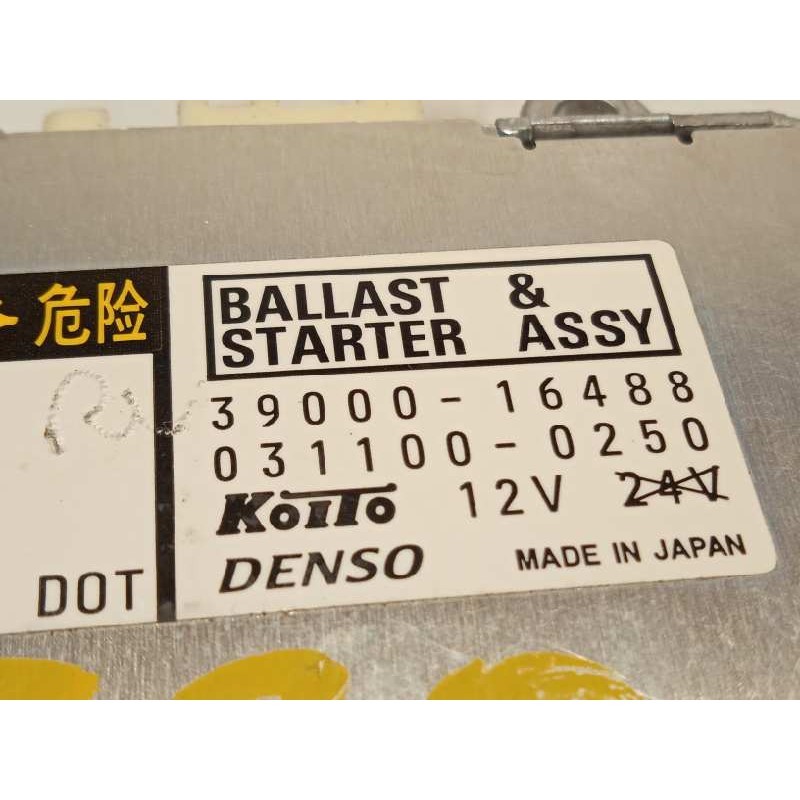 危险
BALLAST &
STARTER ASSY
39000-16488
031100-0250
KOITO 12V 24V
DENSO MADE IN JAPAN
DOT